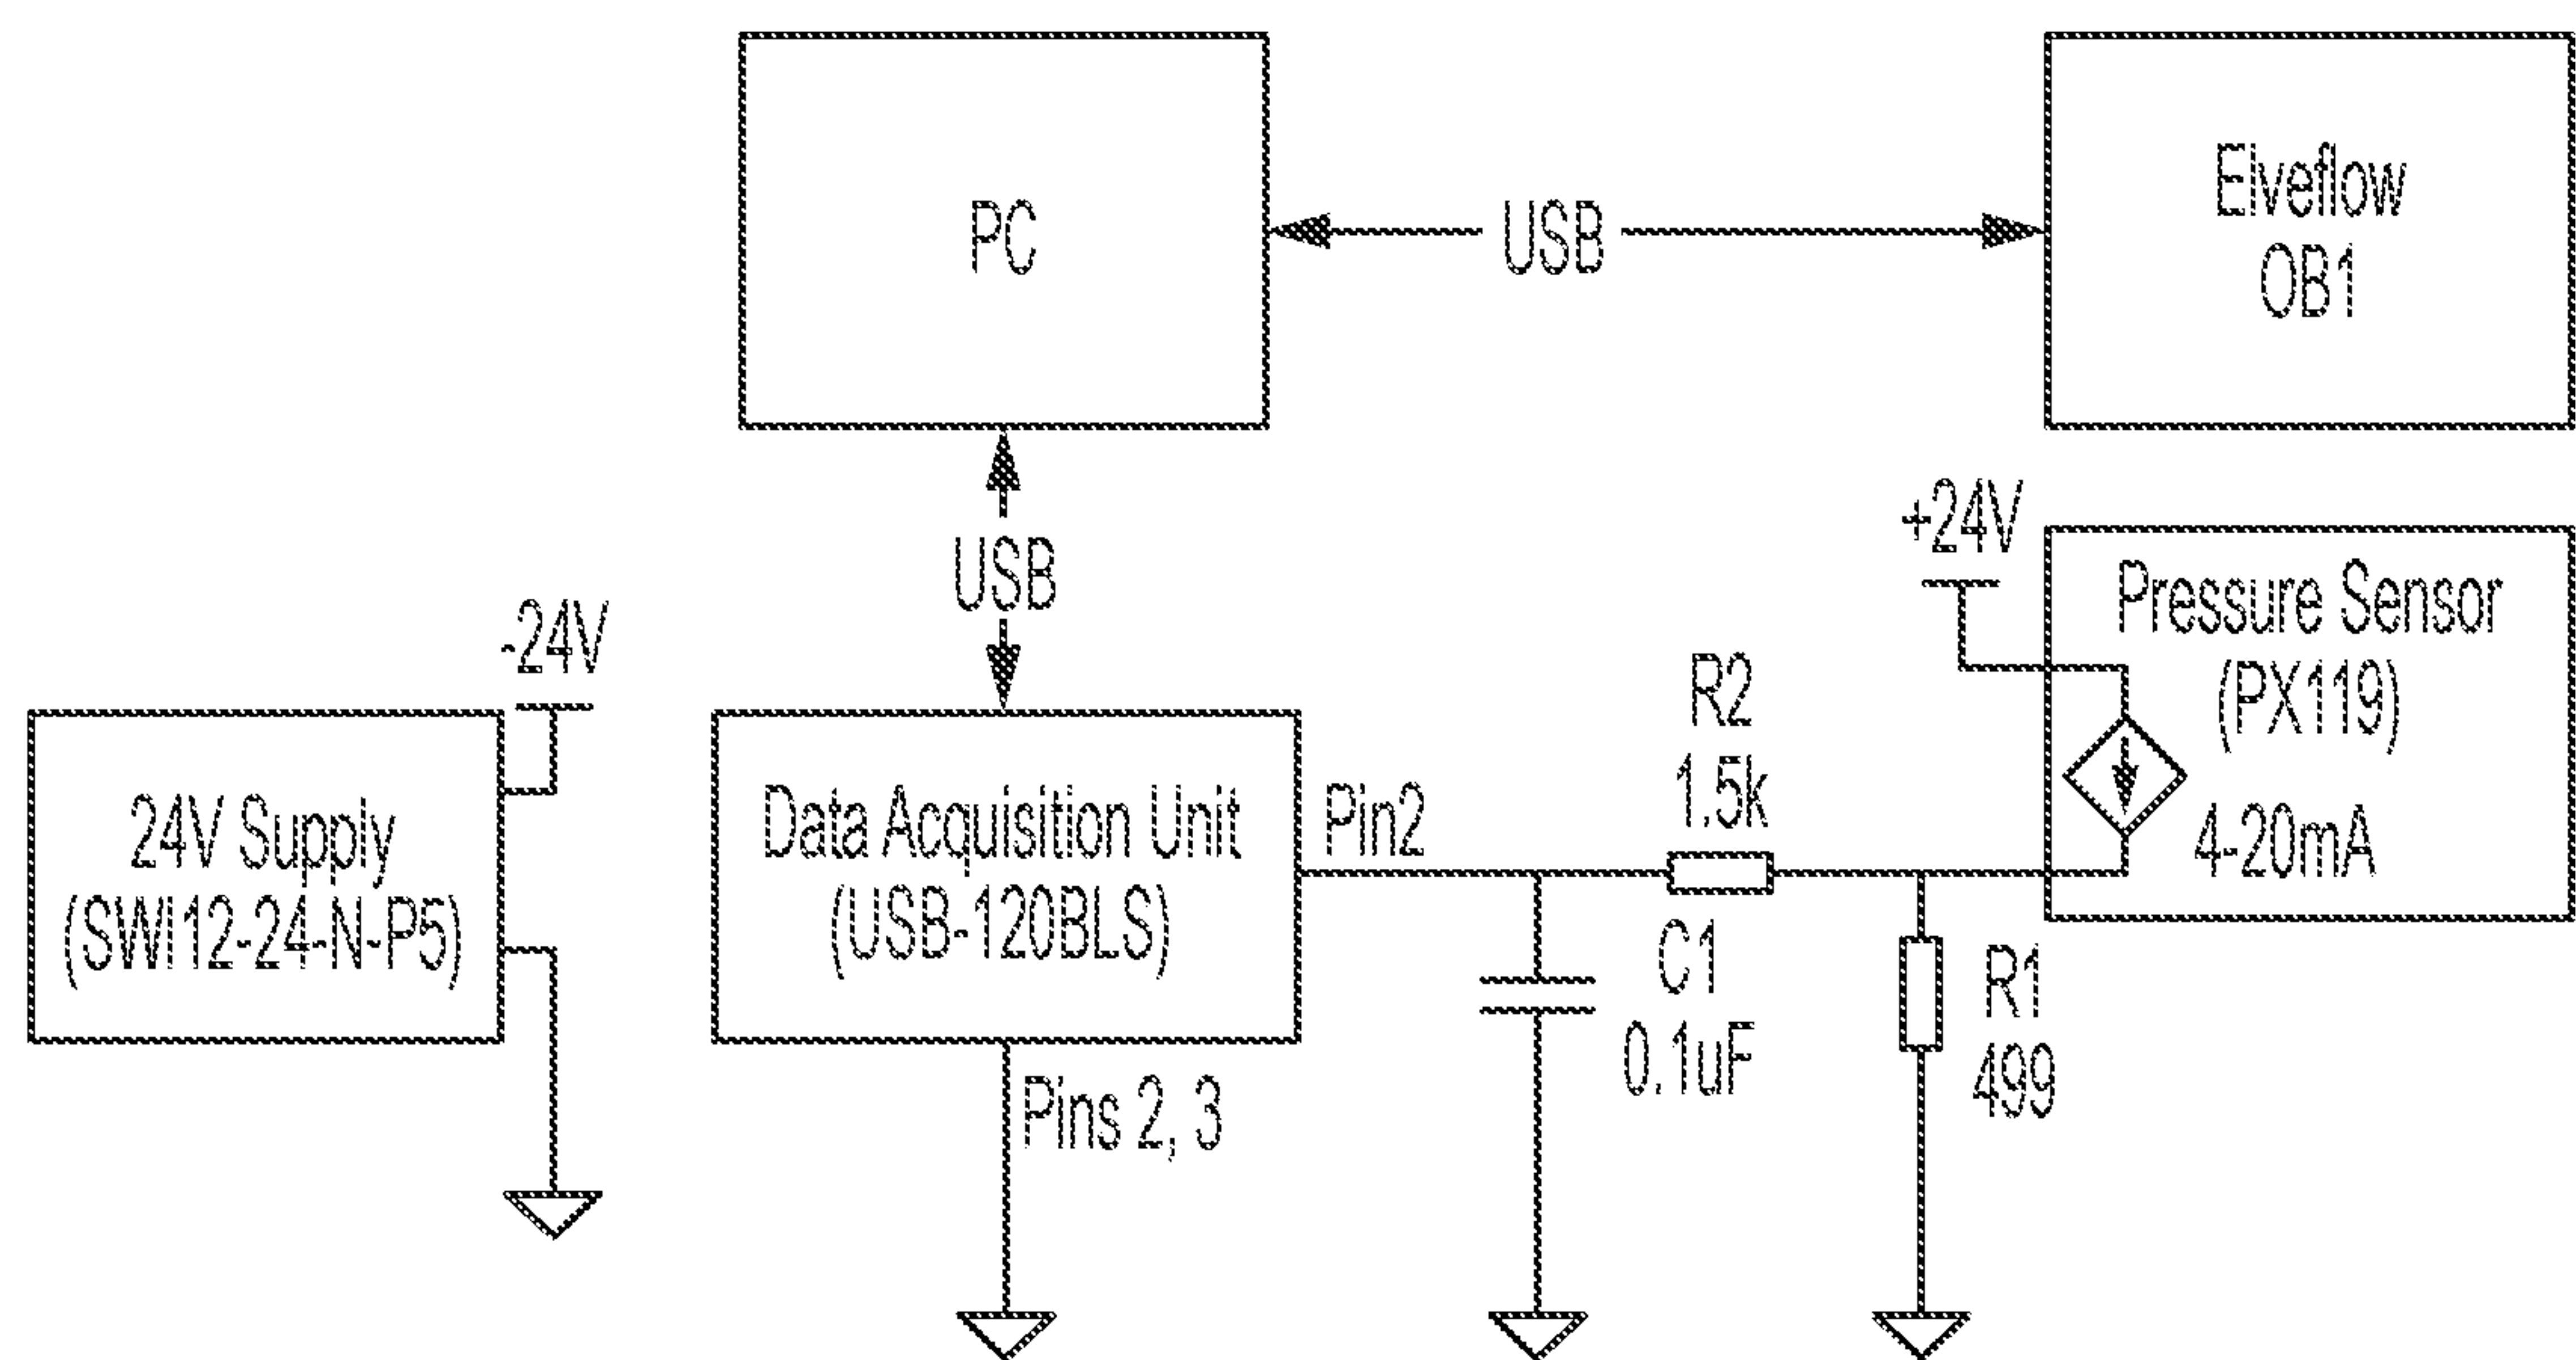 PC
USB
Elveflow
OB1
USB
-24V
24V Supply
(SWI12-24-N-P5)
Data Acquisition Unit
(USB-120BLS)
Pin2
Pins 2, 3
R2
1.5k
C1
0.1uF
R1
499
+24V
Pressure Sensor
(PX119)
4-20mA